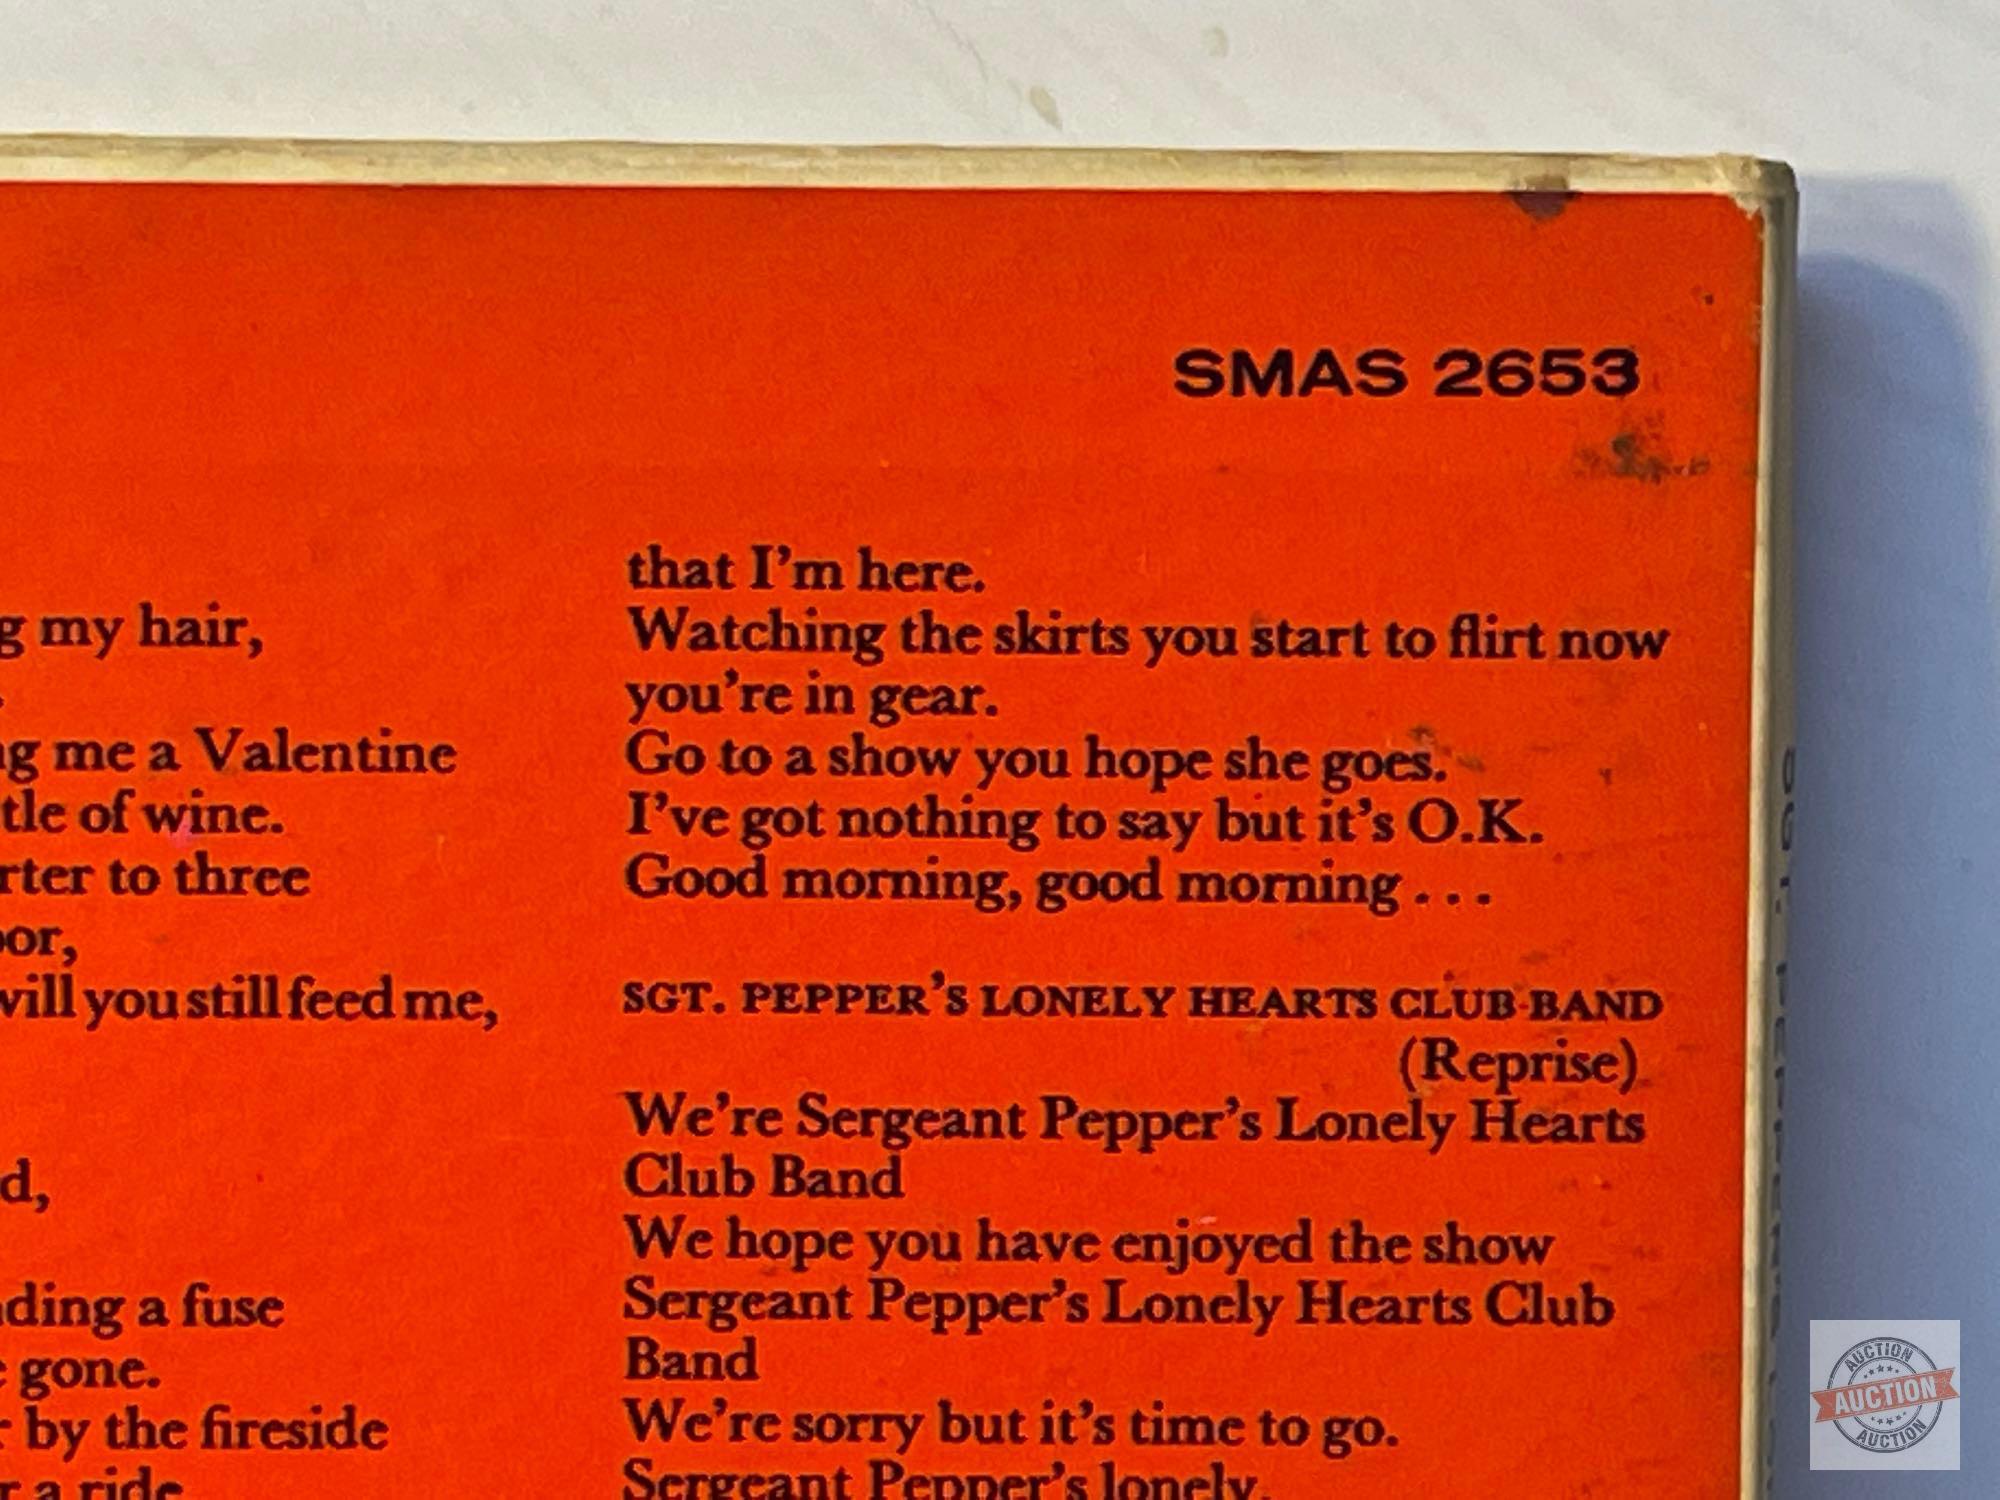 SMAS 2653
my hair,
me a Valentine
of wine.
to three
will you still feed me,
a fuse
gone.
by the fireside
a ride
that I'm here.
Watching the skirts you start to flirt now
you're in gear.
Go to a show you hope she goes.
I've got nothing to say but it's O.K.
Good morning, good morning . . .
SGT. PEPPER'S LONELY HEARTS CLUB BAND
(Reprise)
We're Sergeant Pepper's Lonely Hearts
Club Band
We hope you have enjoyed the show
Sergeant Pepper's Lonely Hearts Club
Band
We're sorry but it's time to go.
Sergeant Pepper's lonely.
SGT. PEPPER'S
AUCTION
AUCTION
AUCTION